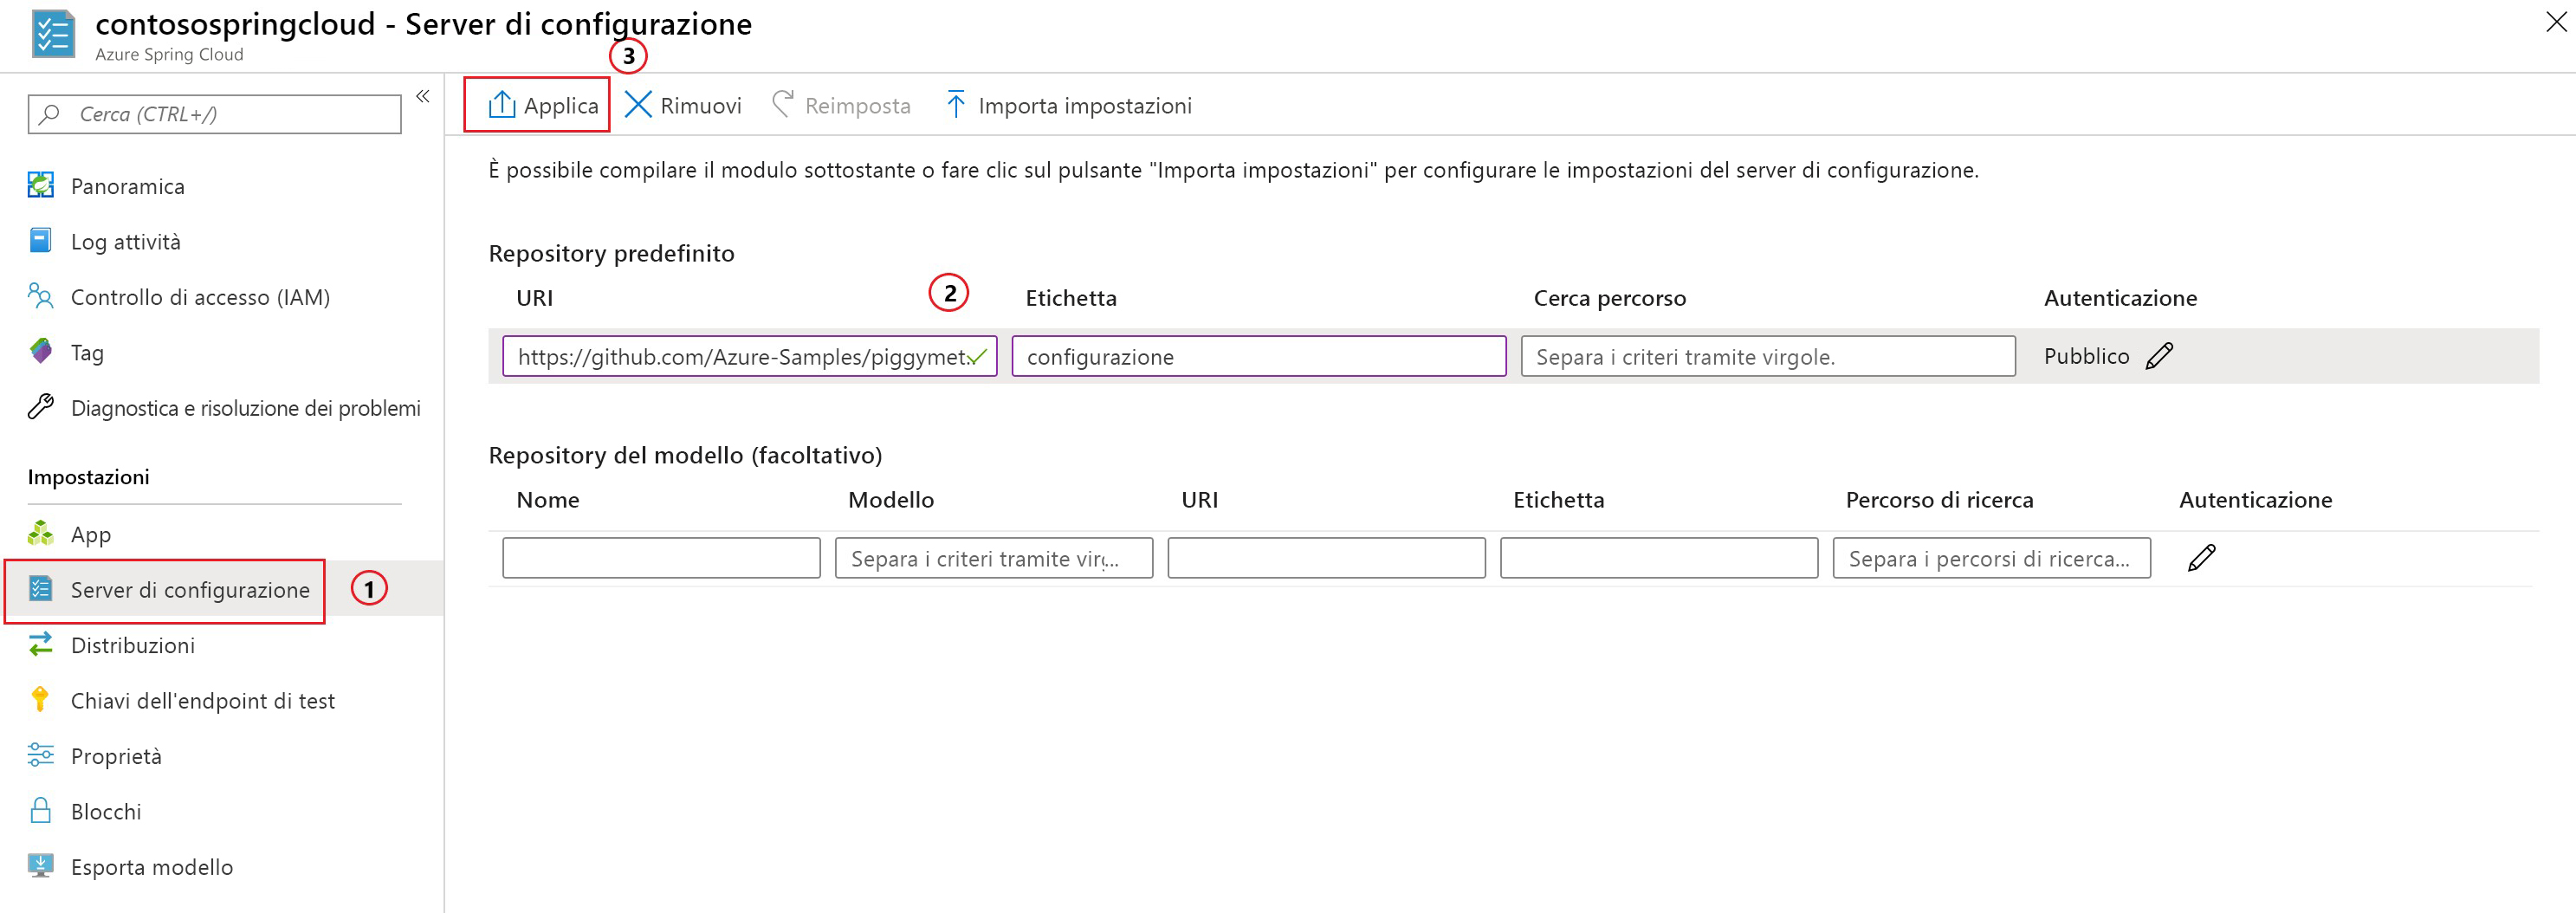 contosospringcloud - Server di configurazione
Azure Spring Cloud
3
Cerca (CTRL+/)
«
Panoramica
Log attività
Controllo di accesso (IAM)
Tag
Diagnostica e risoluzione dei problemi
Impostazioni
App
Server di configurazione
1
Distribuzioni
Chiavi dell'endpoint di test
Proprietà
Blocchi
Esporta modello
Applica
Rimuovi
Reimposta
Importa impostazioni
È possibile compilare il modulo sottostante o fare clic sul pulsante "Importa impostazioni" per configurare le impostazioni del server di configurazione.
Repository predefinito
URI
2
Etichetta
Cerca percorso
Autenticazione
https://github.com/Azure-Samples/piggymet..
configurazione
Separa i criteri tramite virgole.
Pubblico
Repository del modello (facoltativo)
Nome
Modello
URI
Etichetta
Percorso di ricerca
Autenticazione
Separa i criteri tramite virg...
Separa i percorsi di ricerca...